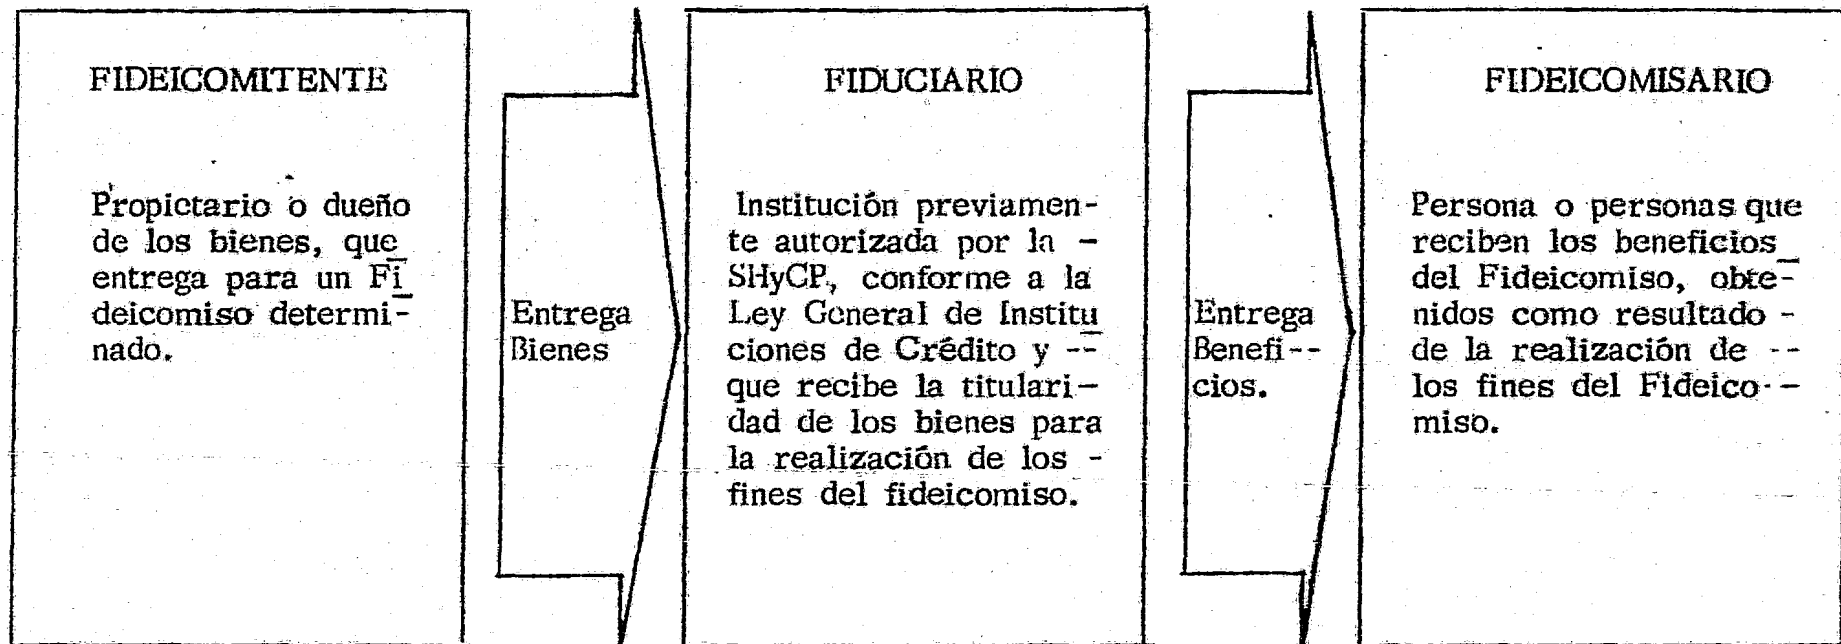 FIDEICOMITENTE
Propietario o dueño
de los bienes, que
entrega para un Fi
deicomiso determi-
nado.
Entrega
Bienes
FIDUCIARIO
Institución previamen-
te autorizada por la -
SHyCP, conforme a la
Ley General de Institu
ciones de Crédito y --
que recibe la titulari-
dad de los bienes para
la realización de los -
fines del fideicomiso.
Entrega
Benefi--
cios.
FIDEICOMISARIO
Persona o personas que
reciben los beneficios
del Fideicomiso, obte-
nidos como resultado -
de la realización de --
los fines del Fideico--
miso.